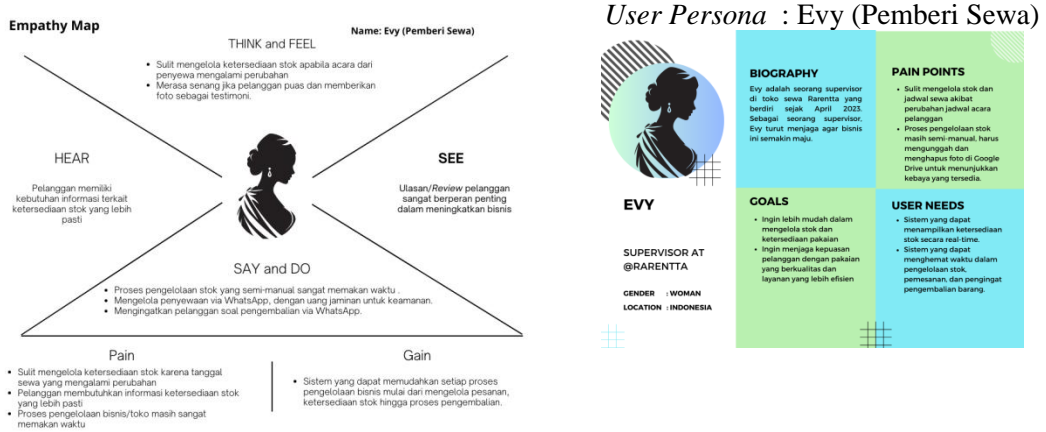 Empathy Map
Name: Evy (Pemberi Sewa)
THINK and FEEL
• Sulit mengelola ketersediaan stok apabila acara dari
penyewa mengalami perubahan
• Merasa senang jika pelanggan puas dan memberikan
foto sebagai testimoni.
HEAR
Pelanggan memiliki
kebutuhan informasi terkait
ketersediaan stok yang lebih
pasti
SEE
Ulasan/Review pelanggan
sangat berperan penting
dalam meningkatkan bisnis
SAY and DO
• Proses pengelolaan stok yang semi-manual sangat memakan waktu .
• Mengelola penyewaan via WhatsApp, dengan uang jaminan untuk keamanan.
• Mengingatkan pelanggan soal pengembalian via WhatsApp.
Pain
• Sulit mengelola ketersediaan stok karena tanggal
sewa yang mengalami perubahan
• Pelanggan membutuhkan informasi ketersediaan stok
yang lebih pasti
• Proses pengelolaan bisnis/toko masih sangat
memakan waktu
Gain
• Sistem yang dapat memudahkan setiap proses
pengelolaan bisnis mulai dari mengelola pesanan,
ketersediaan stok hingga proses pengembalian.
User Persona : Evy (Pemberi Sewa)
EVY
SUPERVISOR AT
@RARENTTA
GENDER : WOMAN
LOCATION : INDONESIA
BIOGRAPHY
Evy adalah seorang supervisor
di toko sewa Rarentta yang
berdiri sejak April 2023.
Sebagai seorang supervisor,
Evy turut menjaga agar bisnis
ini semakin maju.
PAIN POINTS
• Sulit mengelola stok dan
jadwal sewa akibat
perubahan jadwal acara
pelanggan
• Proses pengelolaan stok
masih semi-manual, harus
mengunggah dan
menghapus foto di Google
Drive untuk menunjukkan
kebaya yang tersedia.
GOALS
• Ingin lebih mudah dalam
mengelola stok dan
ketersediaan pakaian
• Ingin menjaga kepuasan
pelanggan dengan pakaian
yang berkualitas dan
layanan yang lebih efisien
USER NEEDS
• Sistem yang dapat
menampilkan ketersediaan
stok secara real-time.
• Sistem yang dapat
menghemat waktu dalam
pengelolaan stok,
pemesanan, dan pengingat
pengembalian barang.